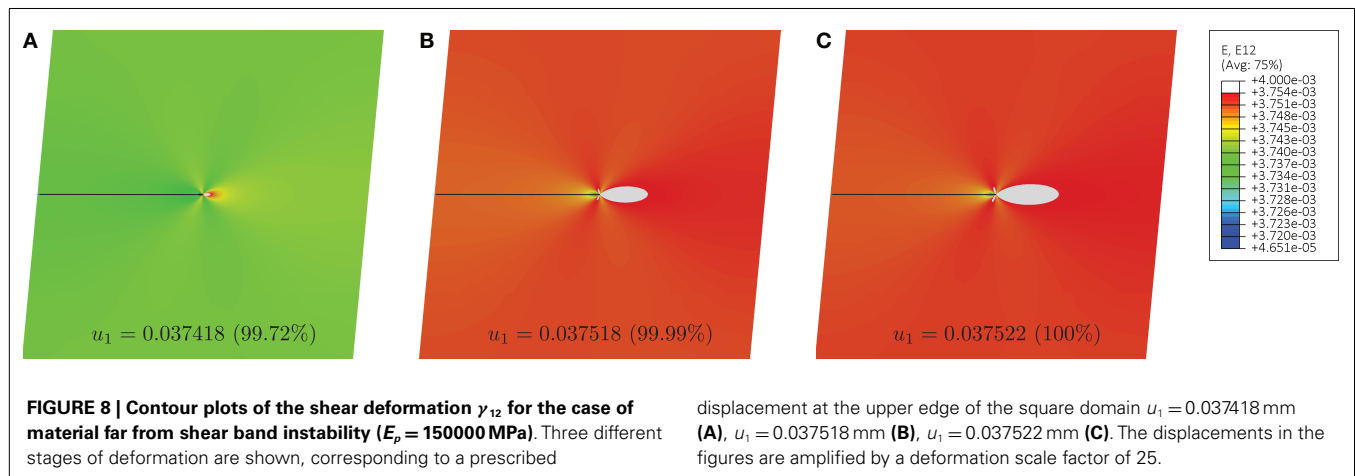 A
B
C
u₁ = 0.037418 (99.72%)
u₁ = 0.037518 (99.99%)
u₁ = 0.037522 (100%)
E, E12
(Avg: 75%)
+4.000e-03
+3.754e-03
+3.751e-03
+3.748e-03
+3.745e-03
+3.743e-03
+3.740e-03
+3.737e-03
+3.734e-03
+3.731e-03
+3.728e-03
+3.726e-03
+3.723e-03
+3.720e-03
+4.651e-05
FIGURE 8 | Contour plots of the shear deformation γ₁₂ for the case of
material far from shear band instability (Eₚ = 150000 MPa). Three different
stages of deformation are shown, corresponding to a prescribed
displacement at the upper edge of the square domain u₁ = 0.037418 mm
(A), u₁ = 0.037518 mm (B), u₁ = 0.037522 mm (C). The displacements in the
figures are amplified by a deformation scale factor of 25.